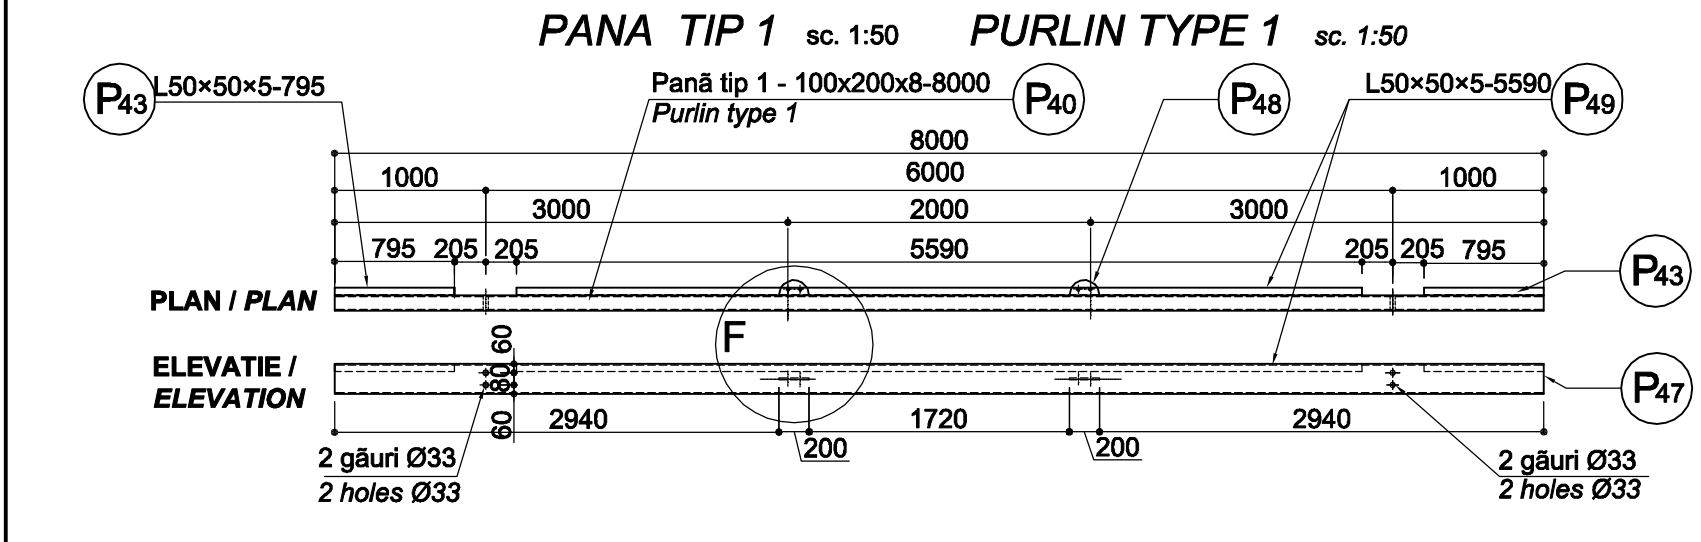 PANA TIP 1 sc. 1:50 PURLIN TYPE 1 sc. 1:50
P43 L50×50×5-795
Panã tip 1 - 100x200x8-8000 P40
Purlin type 1
P48
L50×50×5-5590 P49
8000
1000 6000 1000
3000 2000 3000
795 205 205 5590 205 205 795
P43
PLAN / PLAN
F
60
ELEVATIE /
ELEVATION
80
P47
60
2940 1720 2940
200 200
2 gãuri Ø33
2 holes Ø33
2 gãuri Ø33
2 holes Ø33